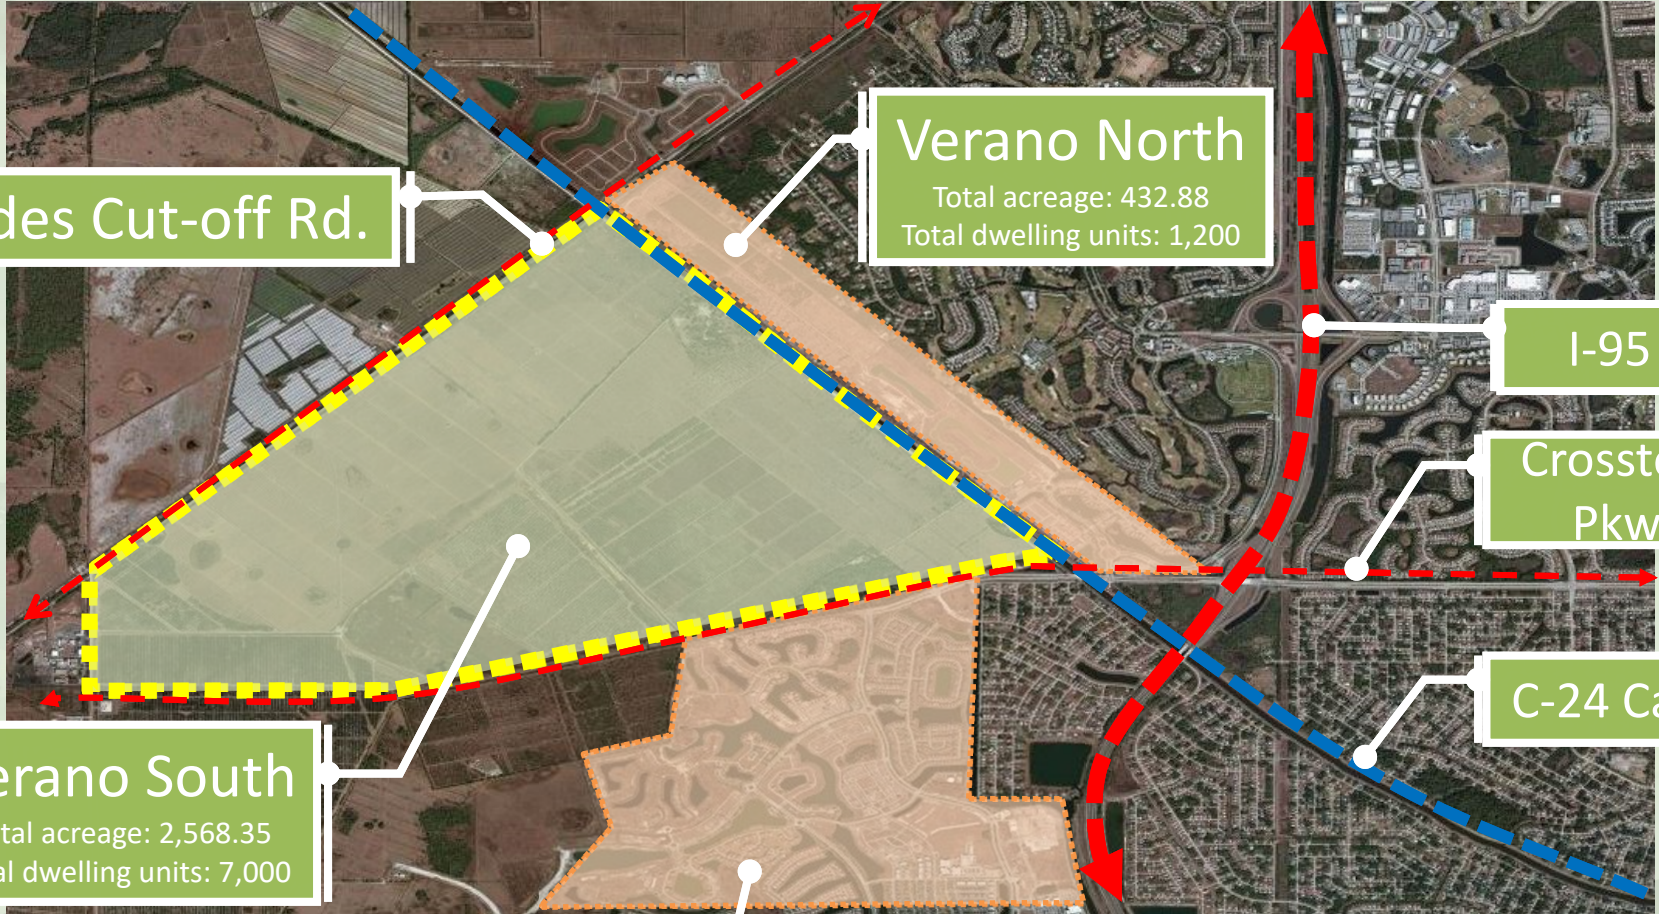 Verano North
Total acreage: 432.88
Total dwelling units: 1,200
des Cut-off Rd.
I-95
Crosst
Pkw
C-24 Ca
erano South
tal acreage: 2,568.35
al dwelling units: 7,000